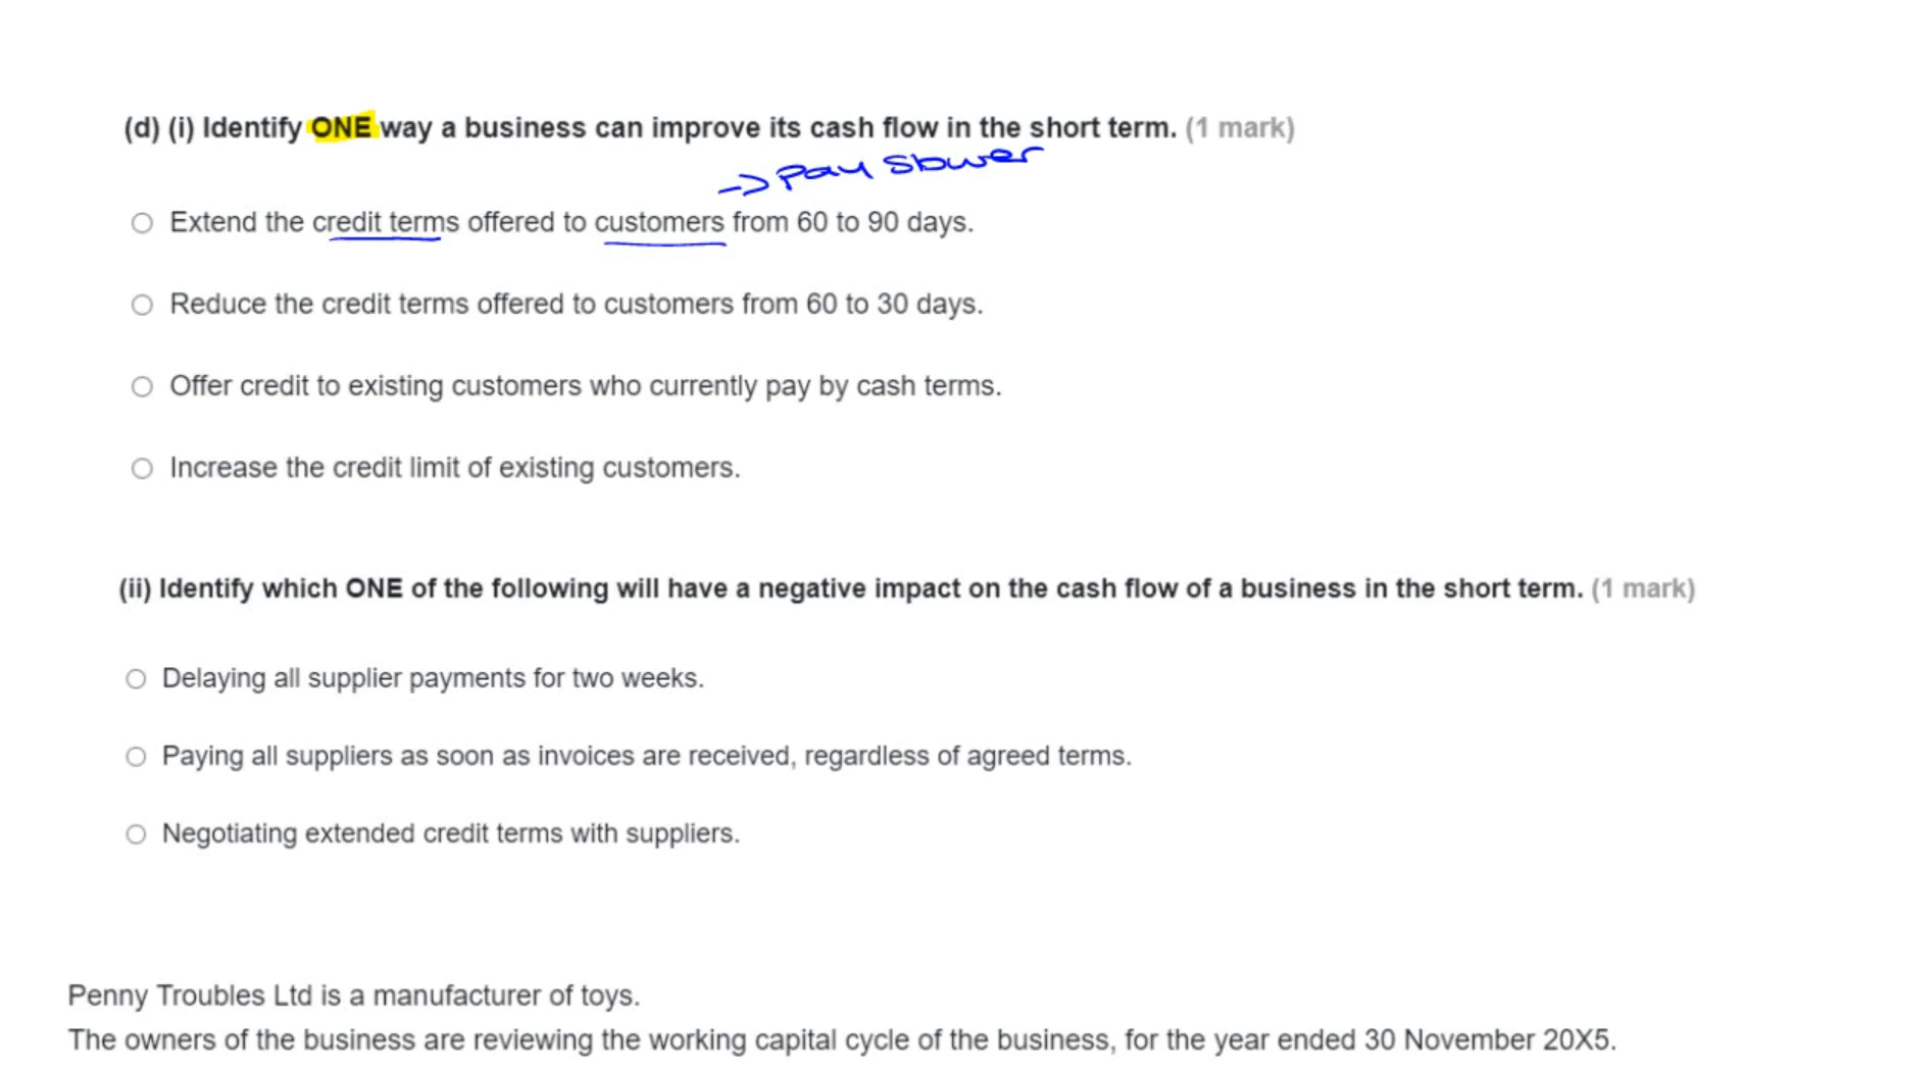 (d) (i) Identify ONE way a business can improve its cash flow in the short term. (1 mark)
-> Pay slower
Extend the credit terms offered to customers from 60 to 90 days.
Reduce the credit terms offered to customers from 60 to 30 days.
Offer credit to existing customers who currently pay by cash terms.
Increase the credit limit of existing customers.
(ii) Identify which ONE of the following will have a negative impact on the cash flow of a business in the short term. (1 mark)
Delaying all supplier payments for two weeks.
Paying all suppliers as soon as invoices are received, regardless of agreed terms.
Negotiating extended credit terms with suppliers.
Penny Troubles Ltd is a manufacturer of toys.
The owners of the business are reviewing the working capital cycle of the business, for the year ended 30 November 20X5.